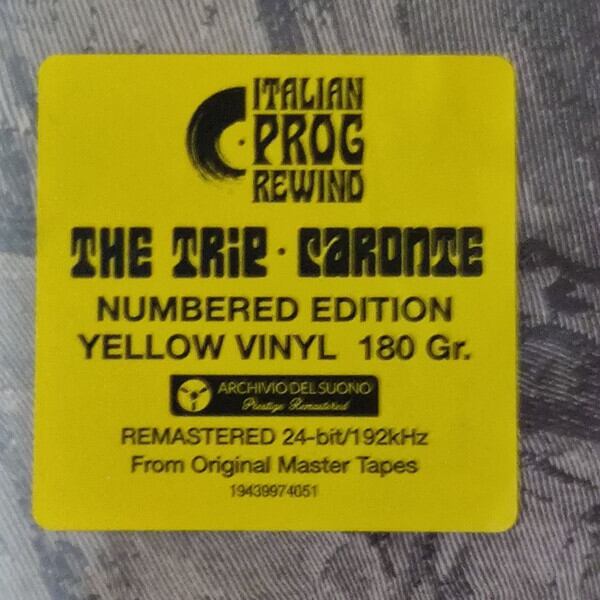 ITALIAN
PROG
REWIND
THE TRiP · CARONTE
NUMBERED EDITION
YELLOW VINYL 180 Gr.
ARCHIVIO DEL SUONO
Prestige Remastered
REMASTERED 24-bit/192kHz
From Original Master Tapes
19439974051